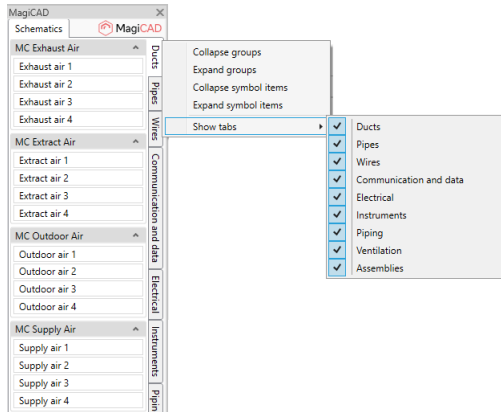 MagiCAD
Schematics
MagiCAD
MC Exhaust Air
Exhaust air 1
Exhaust air 2
Exhaust air 3
Exhaust air 4
MC Extract Air
Extract air 1
Extract air 2
Extract air 3
Extract air 4
MC Outdoor Air
Outdoor air 1
Outdoor air 2
Outdoor air 3
Outdoor air 4
MC Supply Air
Supply air 1
Supply air 2
Supply air 3
Supply air 4
Ducts
Pipes
Wires
Communication and data
Electrical
Instruments
Pipin
Collapse groups
Expand groups
Collapse symbol items
Expand symbol items
Show tabs
Ducts
Pipes
Wires
Communication and data
Electrical
Instruments
Piping
Ventilation
Assemblies